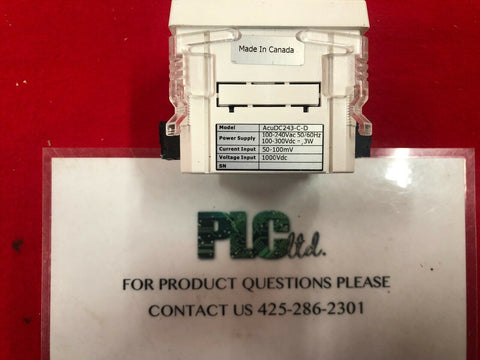 Made In Canada
Model AcuDC243-C-D
Power Supply 100-240Vac 50/60Hz
100-300Vdc ⎓ ,3W
Current Input 50-100mV
Voltage Input 1000Vdc
SN
PLC ltd.
FOR PRODUCT QUESTIONS PLEASE
CONTACT US 425-286-2301